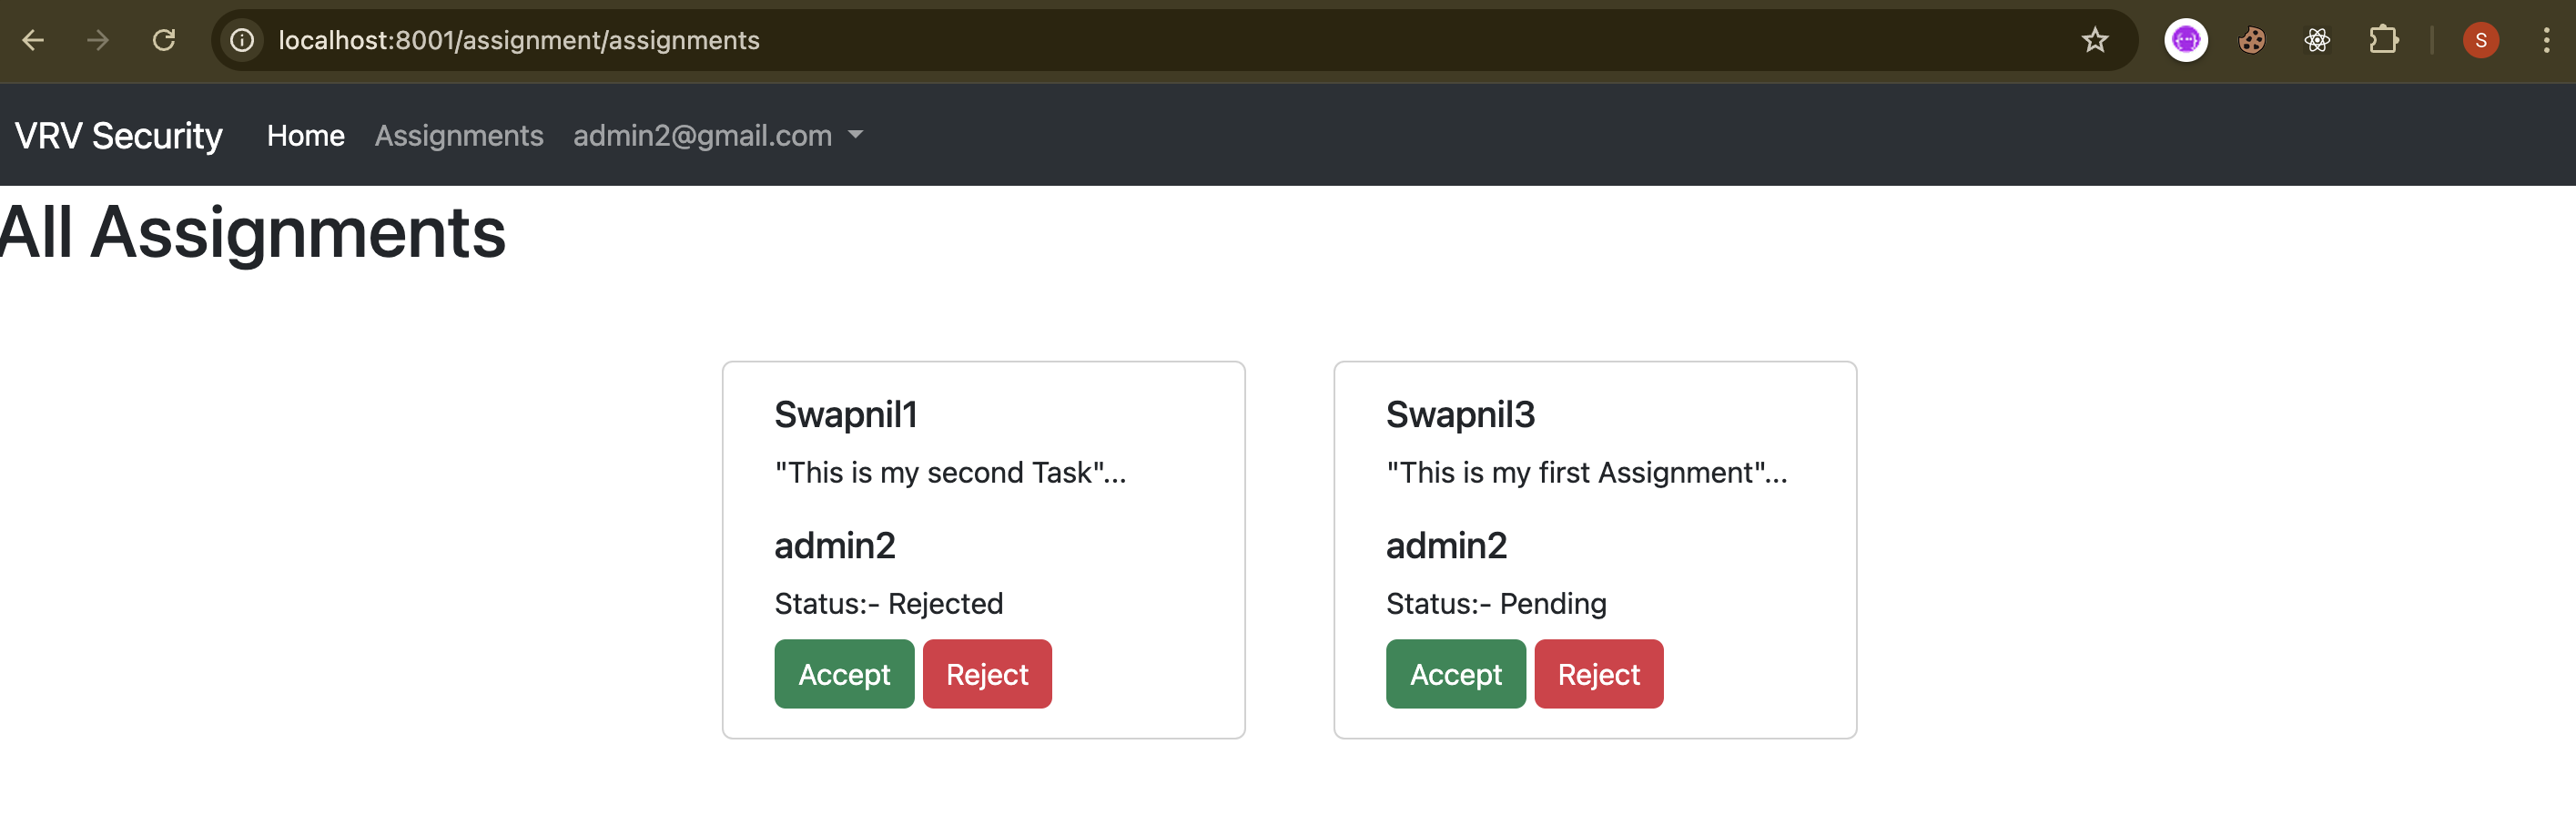 localhost:8001/assignment/assignments
S
VRV Security Home Assignments admin2@gmail.com
All Assignments
Swapnil1
"This is my second Task"...
admin2
Status:- Rejected
Accept Reject
Swapnil3
"This is my first Assignment"...
admin2
Status:- Pending
Accept Reject